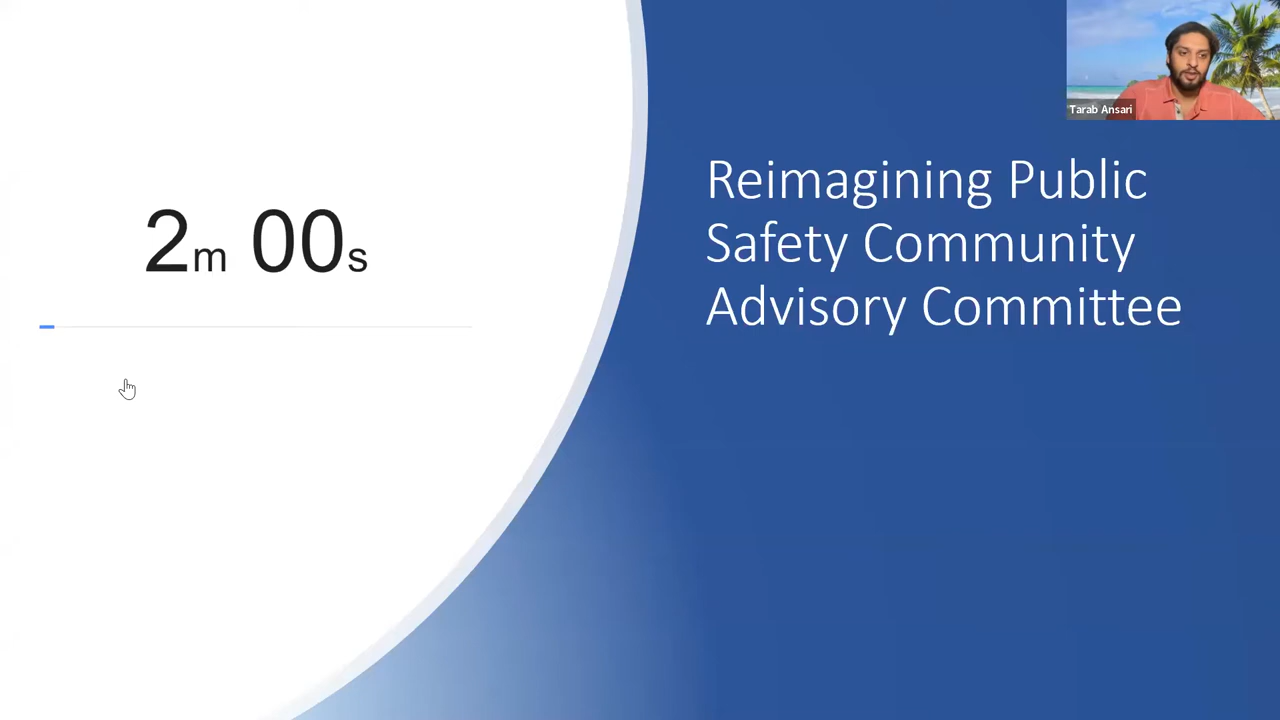 2m 00s
Tarab Ansari
Reimagining Public
Safety Community
Advisory Committee